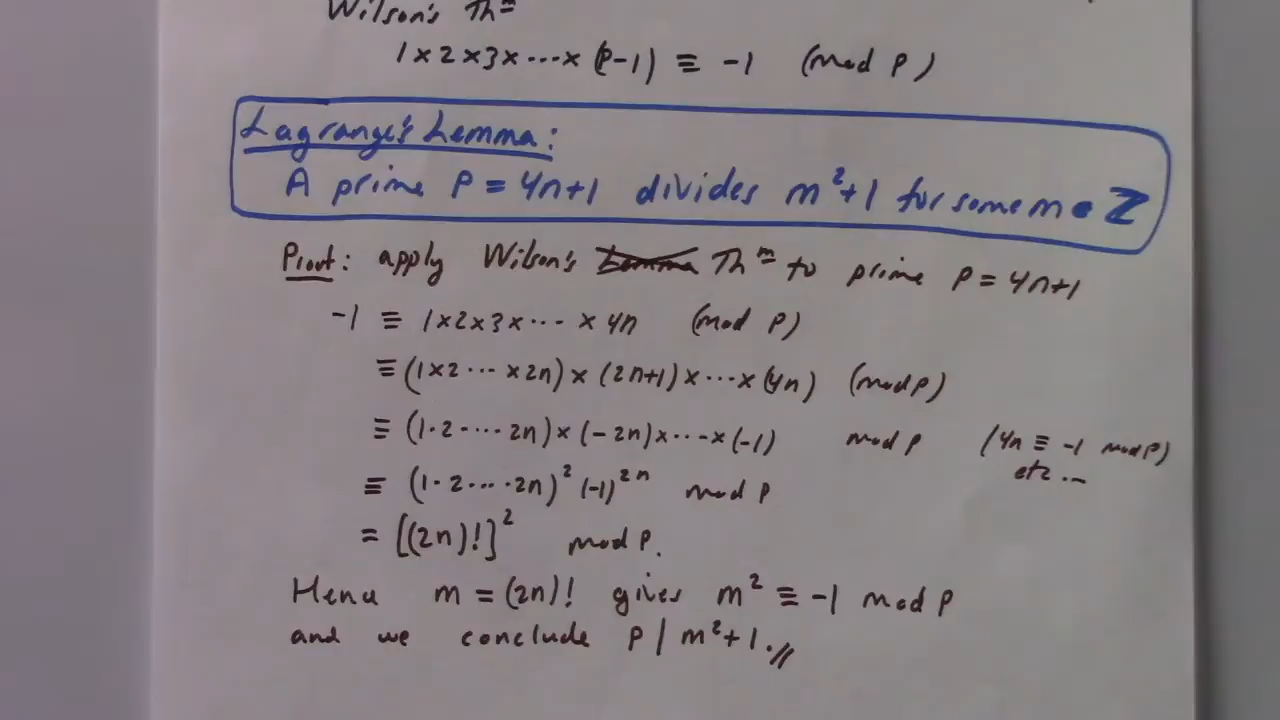 Wilson's Thᵐ
1×2×3×···×(p-1) ≡ -1 (mod p)
Lagrange's Lemma:
A prime p = 4n+1 divides m²+1 for some m ∈ ℤ
Proof: apply Wilson's Thᵐ to prime p = 4n+1
-1 ≡ 1×2×3×··· × 4n (mod p)
≡ (1×2 ··· ×2n) × (2n+1) × ···× (4n) (mod p)
≡ (1·2 ···· 2n) × (-2n)×···-×(-1) mod p (4n ≡ -1 mod p)
etc ...
≡ (1·2 ··· ·2n)² (-1)²ⁿ mod p
= [(2n)!]² mod p.
Hence m = (2n)! gives m² ≡ -1 mod p
and we conclude p | m²+1. //